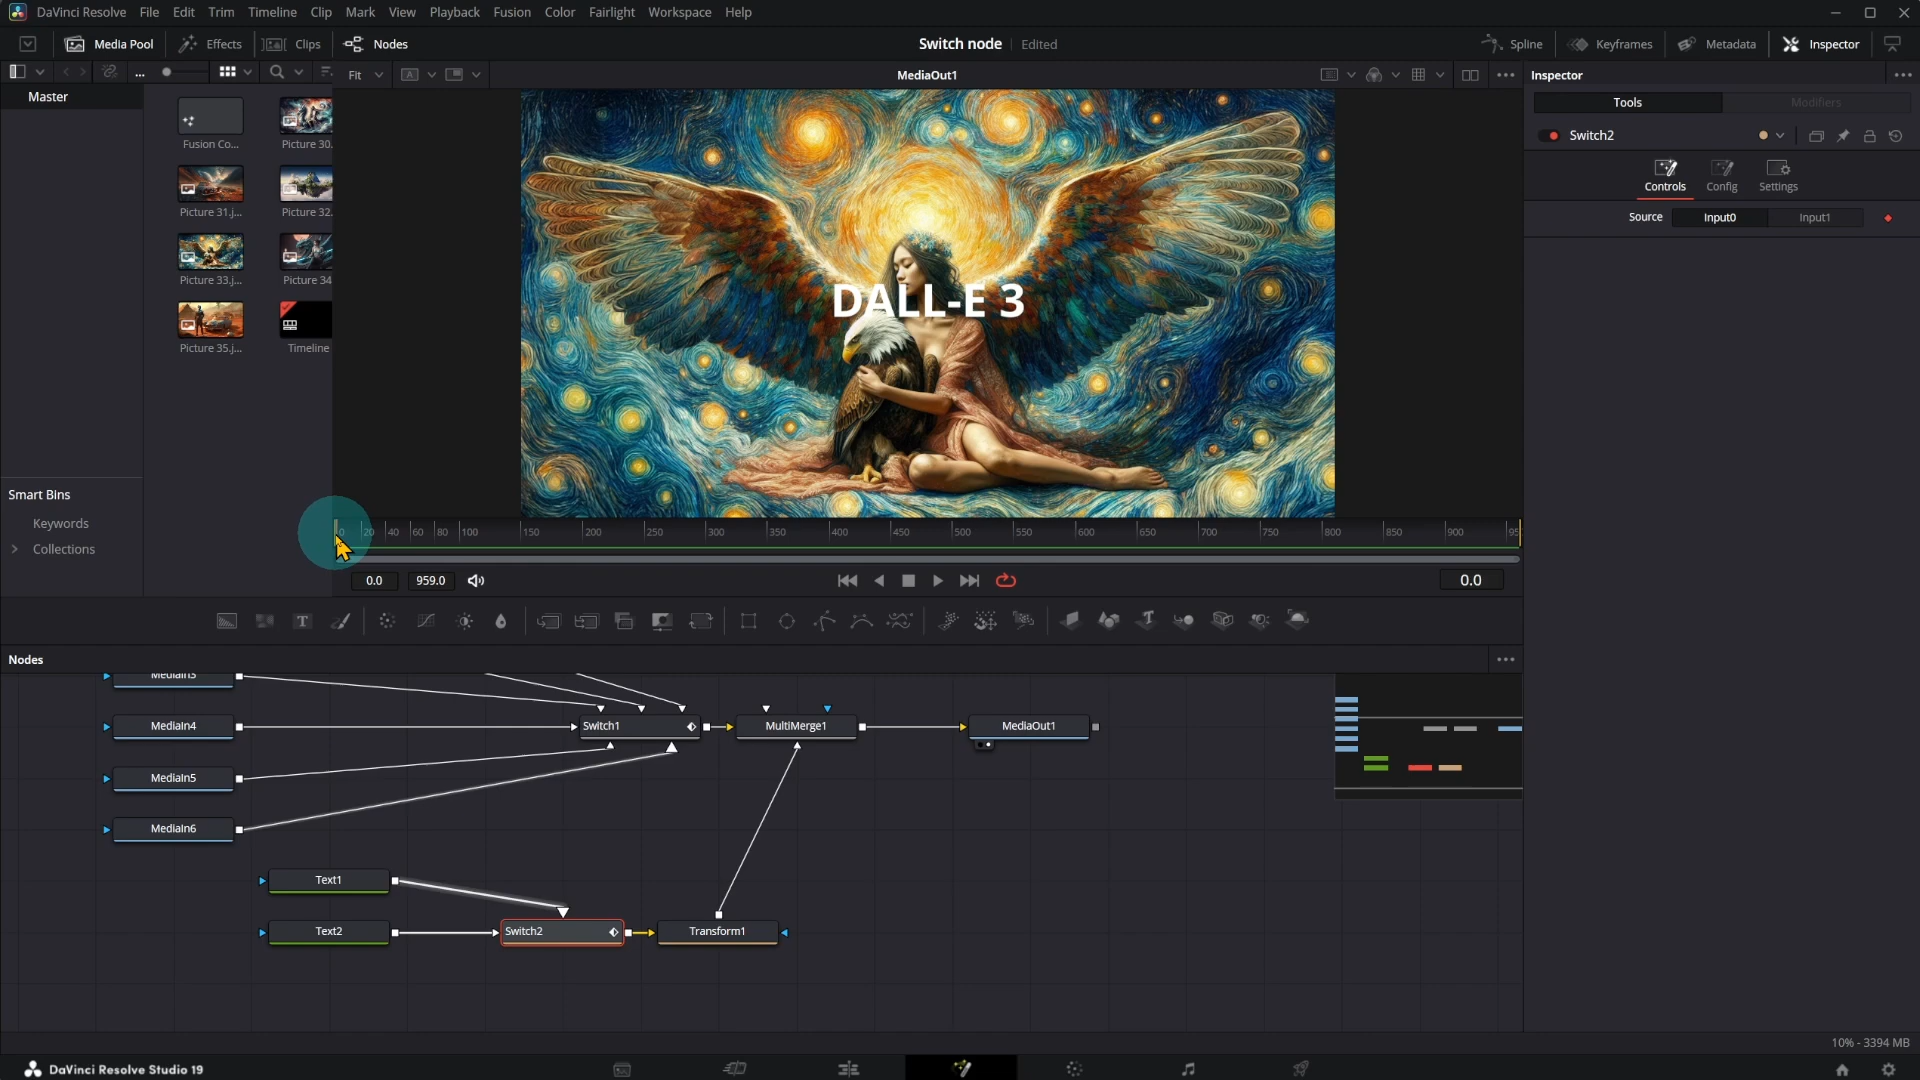 DaVinci Resolve File Edit Trim Timeline Clip Mark View Playback Fusion Color Fairlight Workspace Help
Media Pool Effects Clips Nodes Switch node Edited Spline Keyframes Metadata Inspector
... Fit A MediaOut1 Inspector
Master
Tools Modifiers
Fusion Co... Picture 30.
Switch2
Picture 31.j... Picture 32.
Controls Config Settings
Source Input0 Input1
Picture 33.j... Picture 34
DALL-E 3
Picture 35.j... Timeline
Smart Bins
Keywords
Collections
0 20 40 60 80 100 150 200 250 300 350 400 450 500 550 600 650 700 750 800 850 900 95
0.0 959.0 0.0
Nodes
MediaIn3
MediaIn4 Switch1 MultiMerge1 MediaOut1
MediaIn5
MediaIn6
Text1
Text2 Switch2 Transform1
10% - 3394 MB
DaVinci Resolve Studio 19